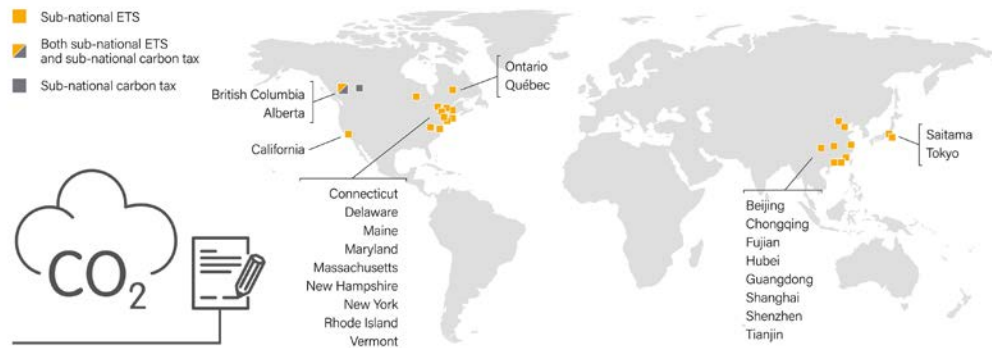 Sub-national ETS
Both sub-national ETS
and sub-national carbon tax
Sub-national carbon tax
British Columbia
Alberta
California
Ontario
Québec
Connecticut
Delaware
Maine
Maryland
Massachusetts
New Hampshire
New York
Rhode Island
Vermont
Saitama
Tokyo
Beijing
Chongqing
Fujian
Hubei
Guangdong
Shanghai
Shenzhen
Tianjin
CO2